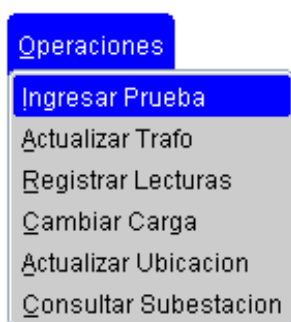 Operaciones
Ingresar Prueba
Actualizar Trafo
Registrar Lecturas
Cambiar Carga
Actualizar Ubicacion
Consultar Subestacion